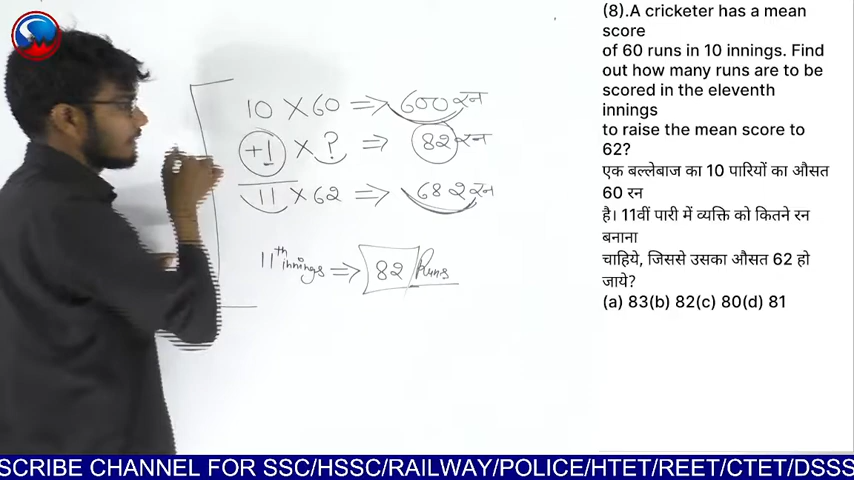 (8).A cricketer has a mean
score
of 60 runs in 10 innings. Find
out how many runs are to be
scored in the eleventh
innings
to raise the mean score to
62?
एक बल्लेबाज का 10 पारियों का औसत
60 रन
है। 11वीं पारी में व्यक्ति को कितने रन
बनाना
चाहिये, जिससे उसका औसत 62 हो
जाये?
(a) 83(b) 82(c) 80(d) 81
10 X 60 ⇒ 600 रन
+1 X ? ⇒ 82 रन
11 X 62 ⇒ 682 रन
11th innings ⇒ 82 Runs
SCRIBE CHANNEL FOR SSC/HSSC/RAILWAY/POLICE/HTET/REET/CTET/DSSS